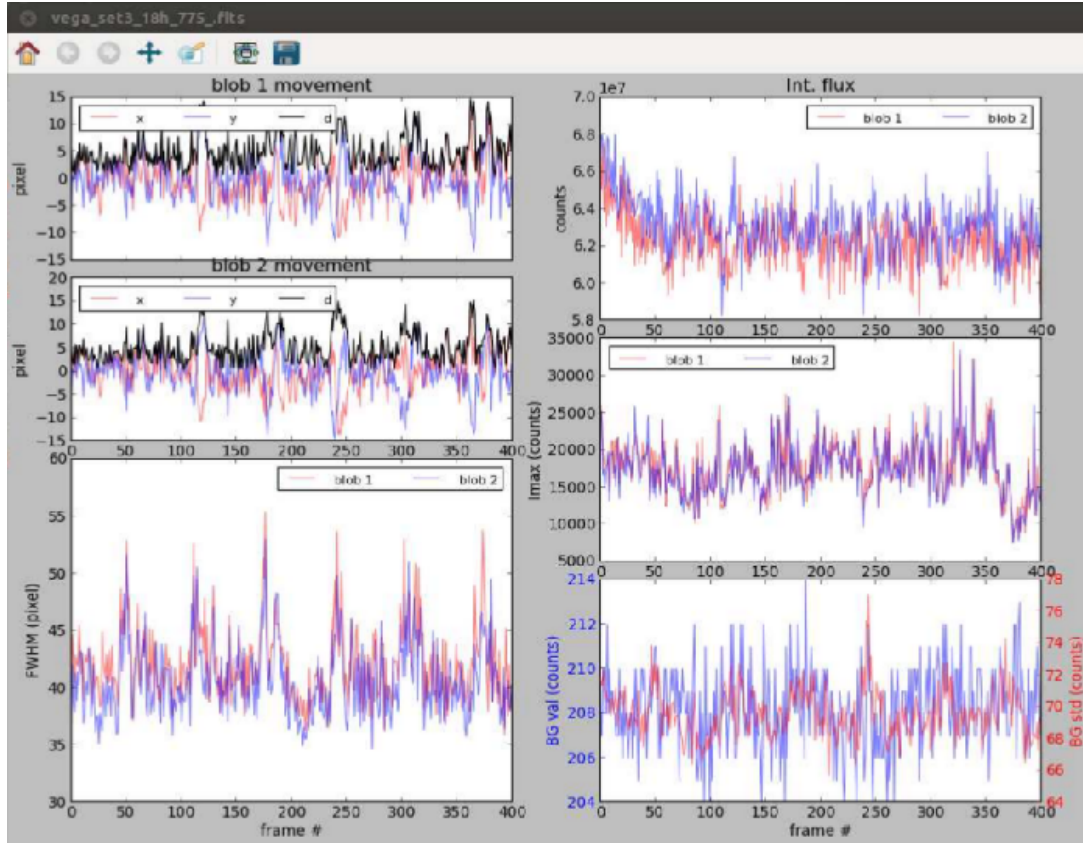 vega_set3_18h_775_.fits
blob 1 movement
15
10
5
0
−5
−10
−15
pixel
x y d
blob 2 movement
20
15
10
5
0
−5
−10
−15
pixel
x y d
0 50 100 150 200 250 300 350 400
60
55
50
45
40
35
30
FWHM (pixel)
blob 1 blob 2
0 50 100 150 200 250 300 350 400
frame #
Int. flux
1e7
7.0
6.8
6.6
6.4
6.2
6.0
5.8
counts
blob 1 blob 2
0 50 100 150 200 250 300 350 400
35000
30000
25000
20000
15000
10000
5000
Imax (counts)
blob 1 blob 2
0 50 100 150 200 250 300 350 400
214
212
210
208
206
204
BG val (counts)
78
76
74
72
70
68
66
64
BG std (counts)
0 50 100 150 200 250 300 350 400
frame #